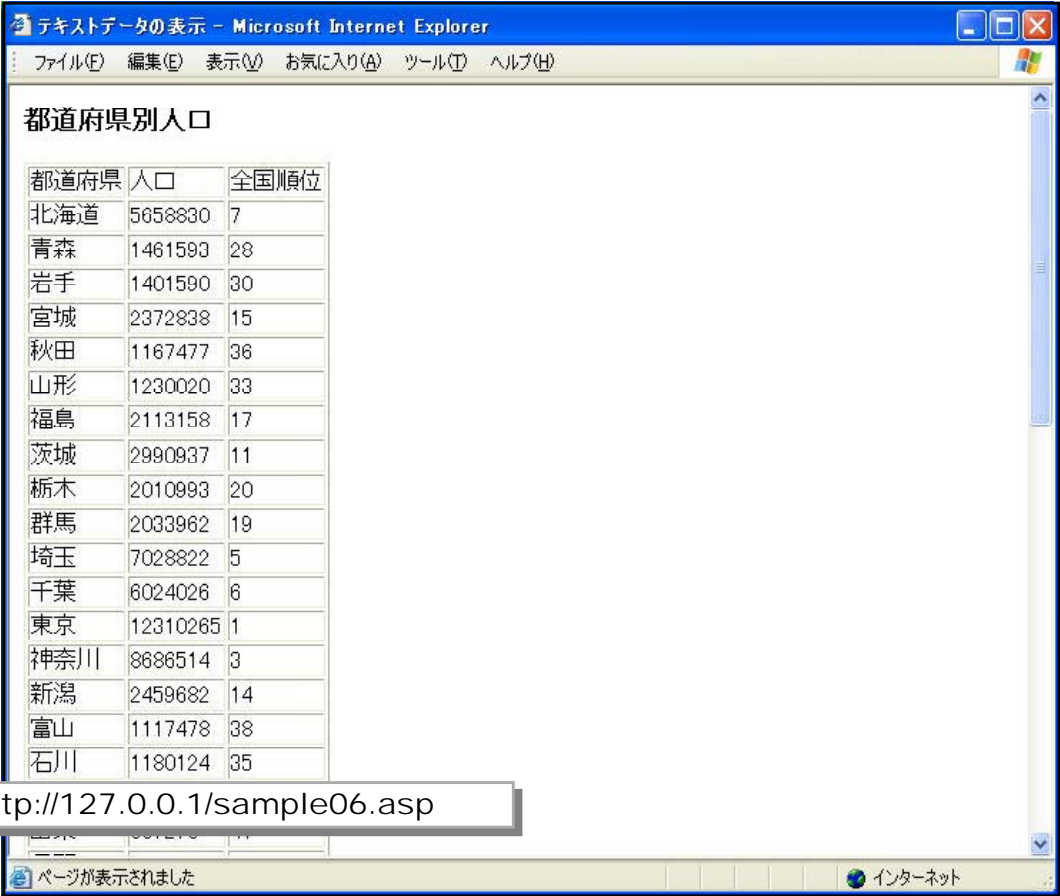 テキストデータの表示 - Microsoft Internet Explorer
ファイル(F) 編集(E) 表示(V) お気に入り(A) ツール(T) ヘルプ(H)
都道府県別人口
都道府県 人口 全国順位
北海道 5658830 7
青森 1461593 28
岩手 1401590 30
宮城 2372838 15
秋田 1167477 36
山形 1230020 33
福島 2113158 17
茨城 2990937 11
栃木 2010993 20
群馬 2033962 19
埼玉 7028822 5
千葉 6024026 6
東京 12310265 1
神奈川 8686514 3
新潟 2459682 14
富山 1117478 38
石川 1180124 35
tp://127.0.0.1/sample06.asp
ページが表示されました インターネット